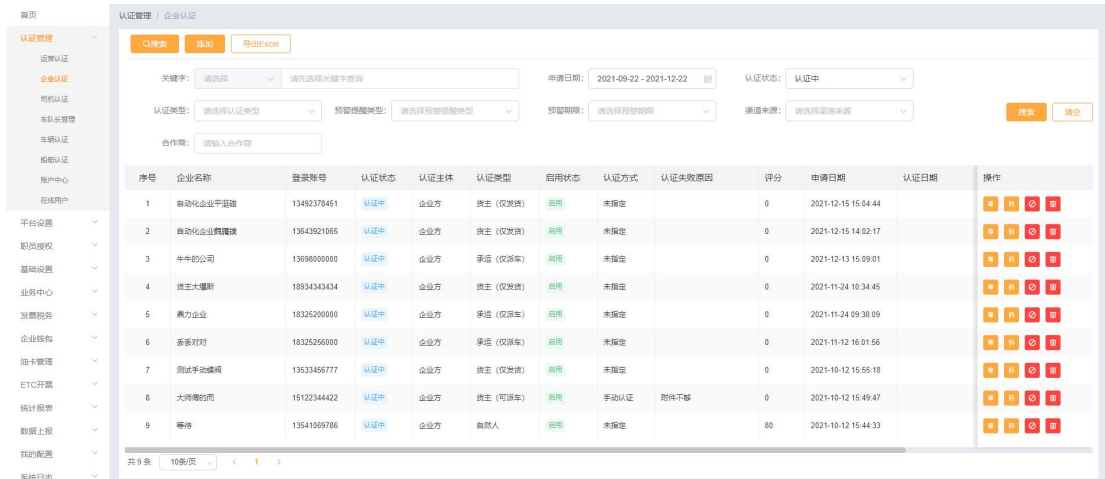 首页
认证管理 / 企业认证
认证管理
搜索 添加 导出Excel
运营认证
企业认证
关键字: 请选择 请先选择关键字查询 申请日期: 2021-09-22 - 2021-12-22 认证状态: 认证中
司机认证
车队长管理
认证类型: 请选择认证类型 预警提醒类型: 请选择预警提醒类型 预警期限: 请选择预警期限 渠道来源: 请选择渠道来源 搜索 清空
车辆认证
船舶认证
合作商: 请输入合作商
账户中心
在线用户
序号 企业名称 登录账号 认证状态 认证主体 认证类型 启用状态 认证方式 认证失败原因 评分 申请日期 认证日期 操作
1 自动化企业平涎碰 13492378451 认证中 企业方 货主（仅发货） 启用 未指定 0 2021-12-15 15:04:44
平台设置
2 自动化企业 13643921065 认证中 企业方 货主（仅发货） 启用 未指定 0 2021-12-15 14:02:17
职员授权
3 牛牛的公司 13698000000 认证中 企业方 承运（仅派车） 启用 未指定 0 2021-12-13 15:09:01
基础设置
4 货主大塌斯 18934343434 认证中 企业方 货主（仅发货） 启用 未指定 0 2021-11-24 10:34:45
业务中心
发票税务
5 鼎力企业 18325200000 认证中 企业方 承运（仅派车） 启用 未指定 0 2021-11-24 09:38:09
企业钱包
6 丢丢对对 18325256000 认证中 企业方 承运（仅派车） 启用 未指定 0 2021-11-12 16:01:56
油卡管理
7 测试手动蝶阀 13533456777 认证中 企业方 货主（仅发货） 启用 未指定 0 2021-10-12 15:55:18
ETC开票
8 大师傅的而 15122344422 认证中 企业方 货主（可派车） 启用 手动认证 附件不够 0 2021-10-12 15:49:47
统计报表
9 等待 13541069786 认证中 企业方 自然人 启用 未指定 80 2021-10-12 15:44:33
数据上报
我的配置
共 9 条 10条/页 < 1 >
系统日志